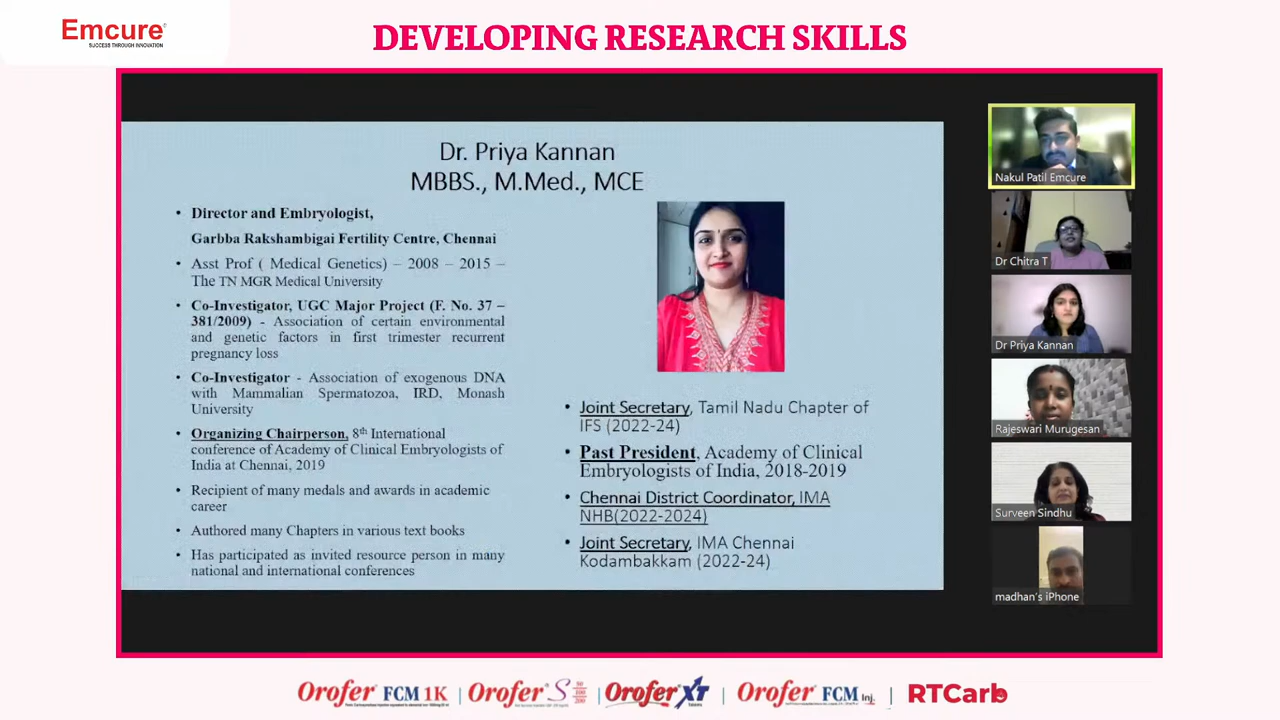 Emcure
SUCCESS THROUGH INNOVATION
DEVELOPING RESEARCH SKILLS
Dr. Priya Kannan
MBBS., M.Med., MCE
• Director and Embryologist,
Garbba Rakshambigai Fertility Centre, Chennai
• Asst Prof ( Medical Genetics) – 2008 – 2015 –
The TN MGR Medical University
• Co-Investigator, UGC Major Project (F. No. 37 –
381/2009) - Association of certain environmental
and genetic factors in first trimester recurrent
pregnancy loss
• Co-Investigator - Association of exogenous DNA
with Mammalian Spermatozoa, IRD, Monash
University
• Organizing Chairperson, 8th International
conference of Academy of Clinical Embryologists of
India at Chennai, 2019
• Recipient of many medals and awards in academic
career
• Authored many Chapters in various text books
• Has participated as invited resource person in many
national and international conferences
• Joint Secretary, Tamil Nadu Chapter of
IFS (2022-24)
• Past President, Academy of Clinical
Embryologists of India, 2018-2019
• Chennai District Coordinator, IMA
NHB(2022-2024)
• Joint Secretary, IMA Chennai
Kodambakkam (2022-24)
Nakul Patil Emcure
Dr Chitra T
Dr Priya Kannan
Rajeswari Murugesan
Surveen Sindhu
madhan's iPhone
Orofer FCM 1K | Orofer S 50 100 200 | Orofer XT | Orofer FCM Inj. | RTCarb